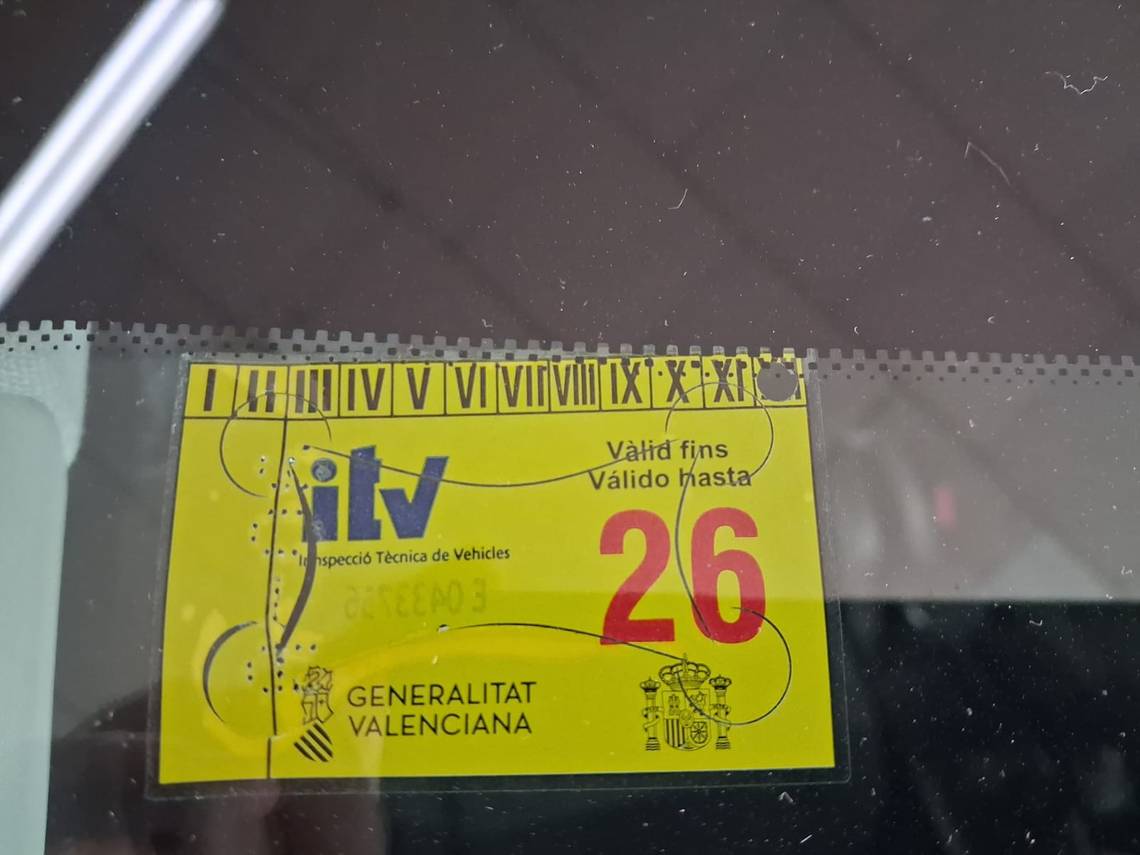 I II III IV V VI VII VIII IX X XI
itv
Inspecció Tècnica de Vehicles
Vàlid fins
Válido hasta
26
GENERALITAT
VALENCIANA